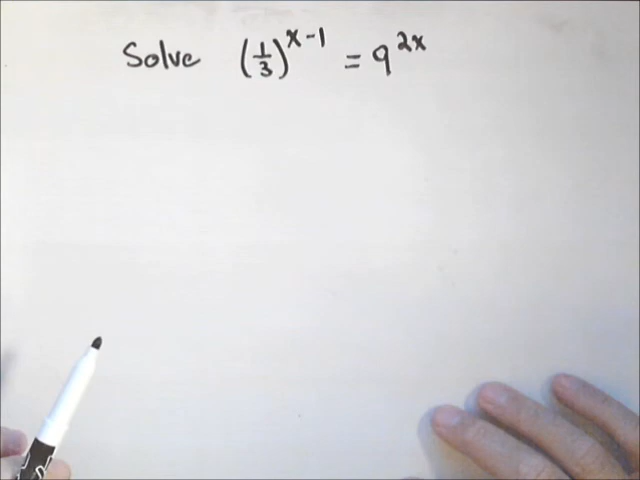 Solve (1/3)^{x-1} = 9^{2x}